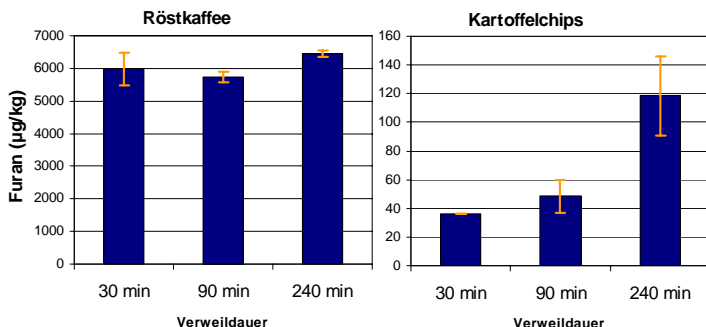 Röstkaffee
Furan (µg/kg)
7000
6000
5000
4000
3000
2000
1000
0
30 min 90 min 240 min
Verweildauer
Kartoffelchips
160
140
120
100
80
60
40
20
0
30 min 90 min 240 min
Verweildauer